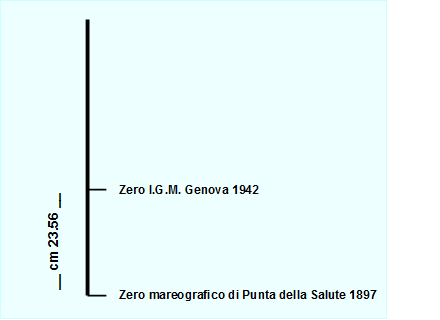 Zero I.G.M. Genova 1942
cm 23.56
Zero mareografico di Punta della Salute 1897